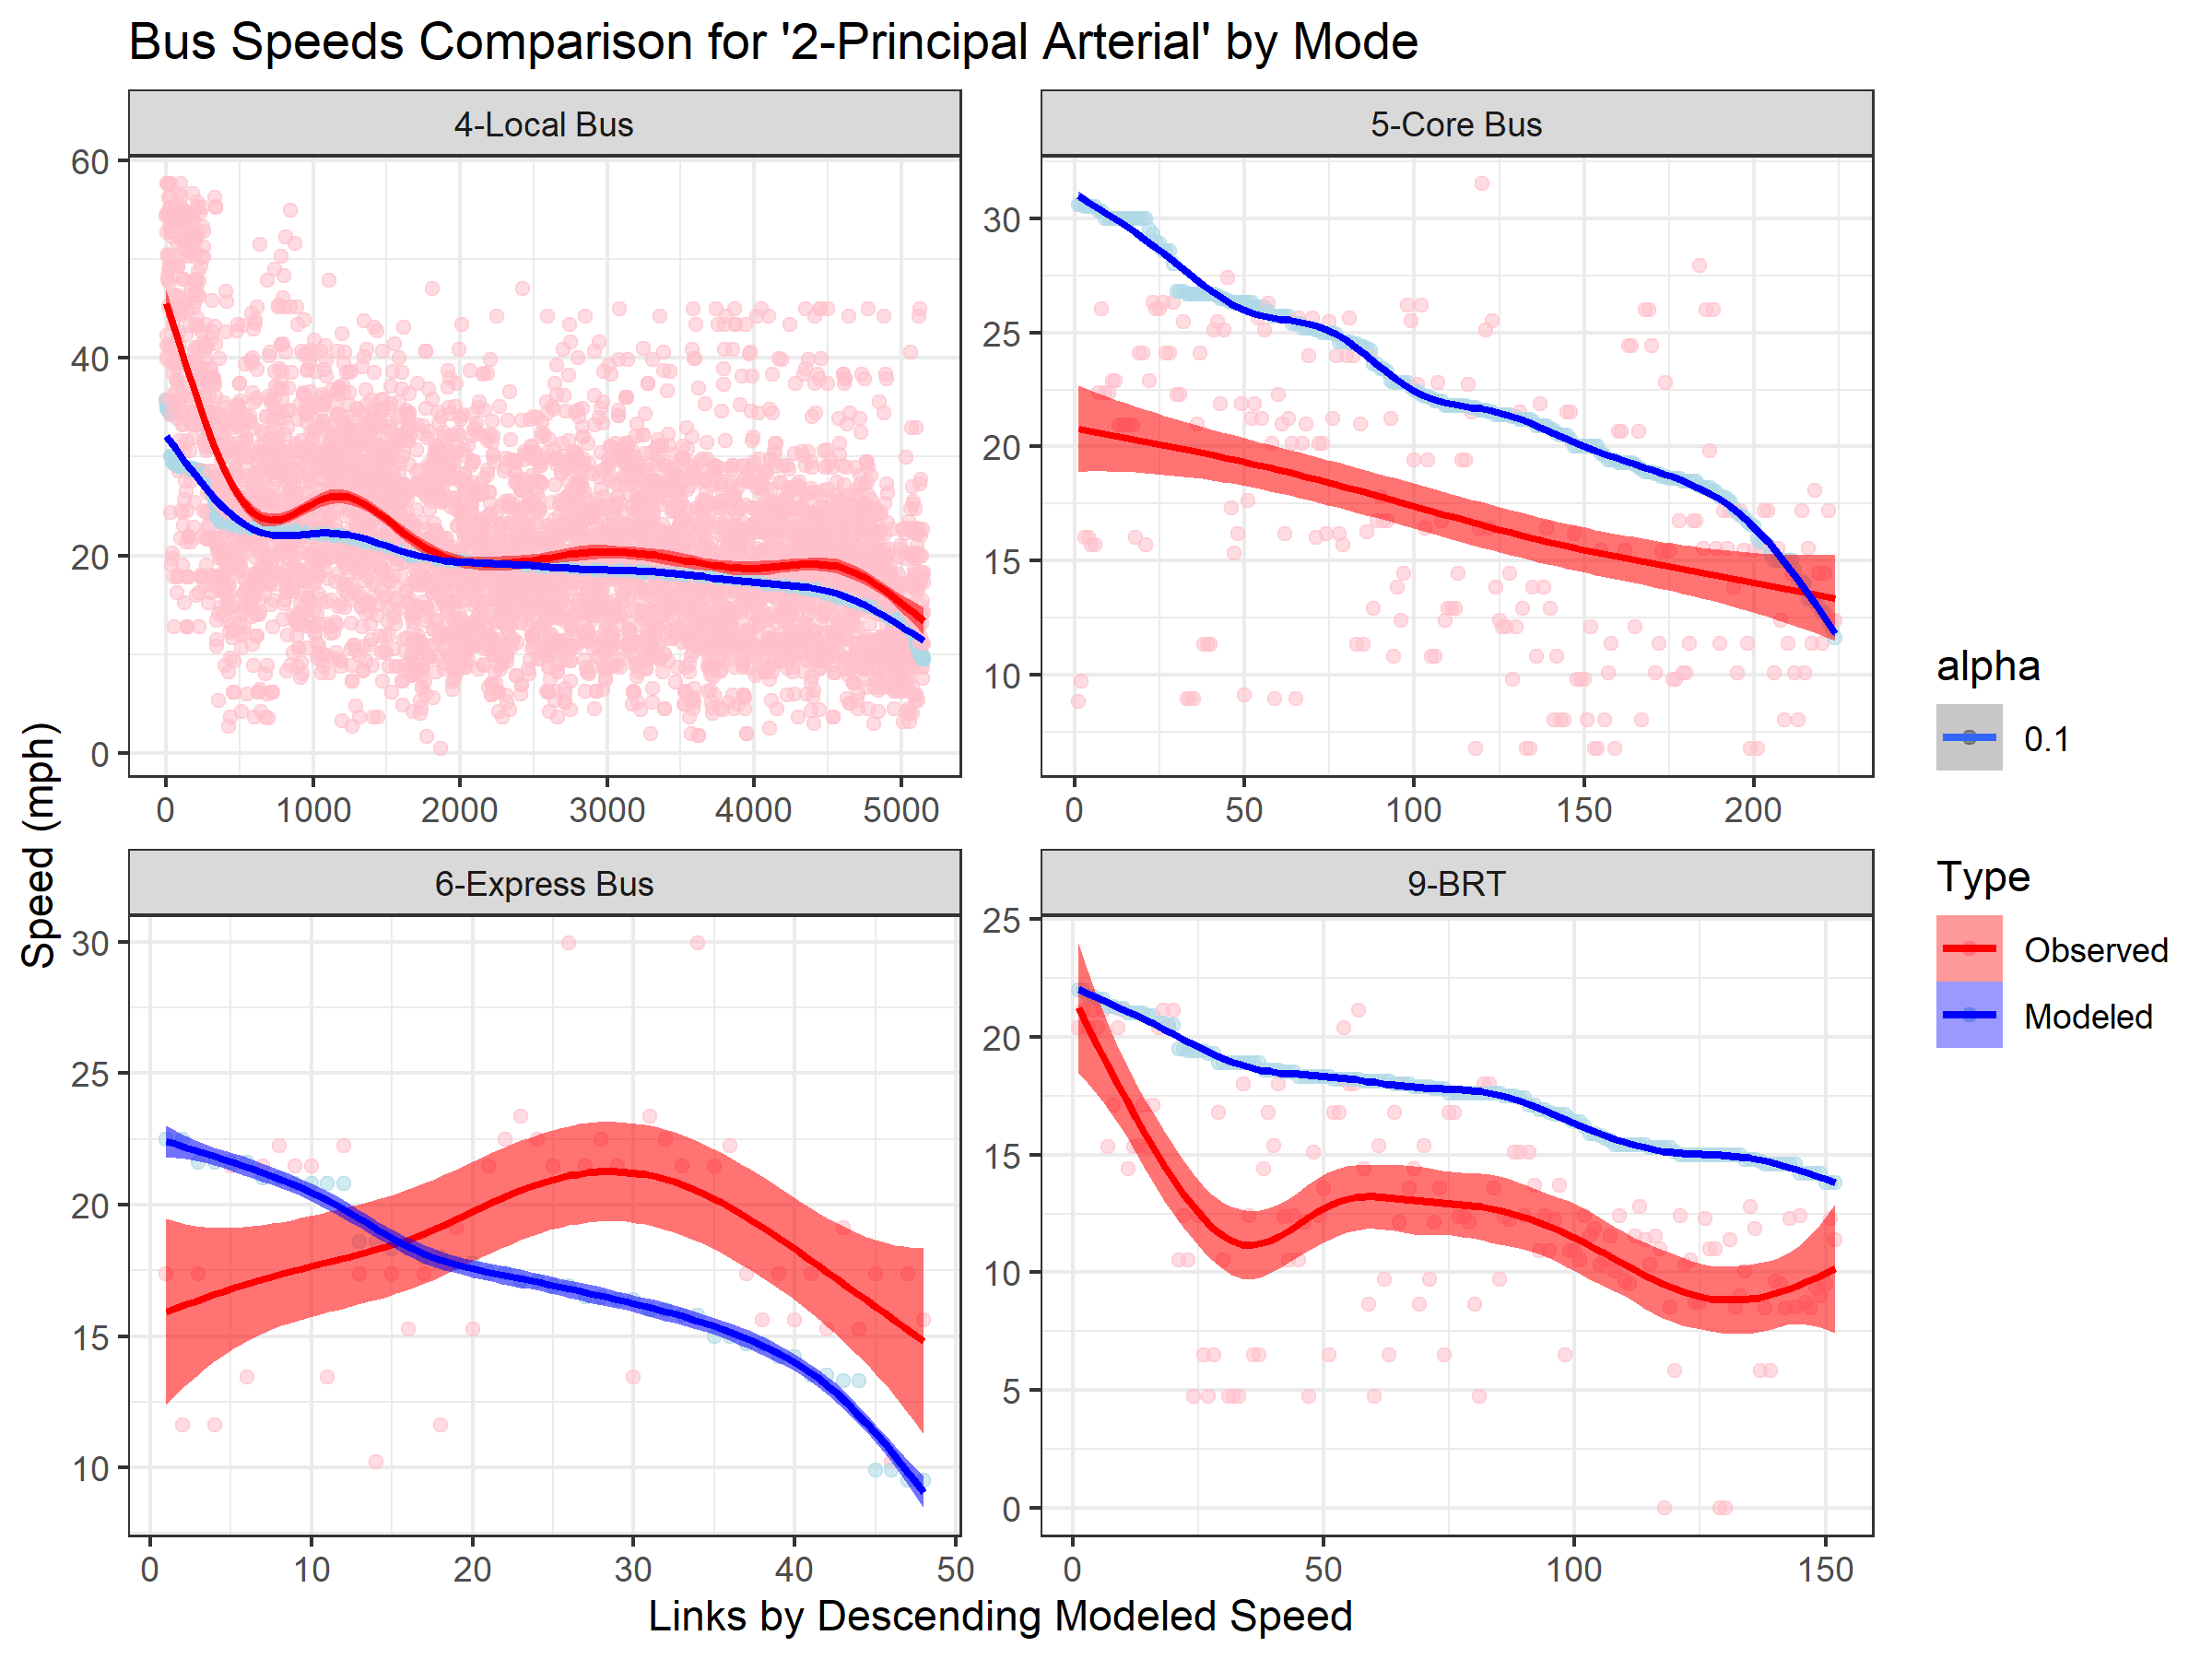 Bus Speeds Comparison for '2-Principal Arterial' by Mode
4-Local Bus
5-Core Bus
60
40
20
0
30
25
20
15
10
0 1000 2000 3000 4000 5000
0 50 100 150 200
Speed (mph)
6-Express Bus
9-BRT
30
25
20
15
10
25
20
15
10
5
0
0 10 20 30 40 50
0 50 100 150
Links by Descending Modeled Speed
alpha
0.1
Type
Observed
Modeled